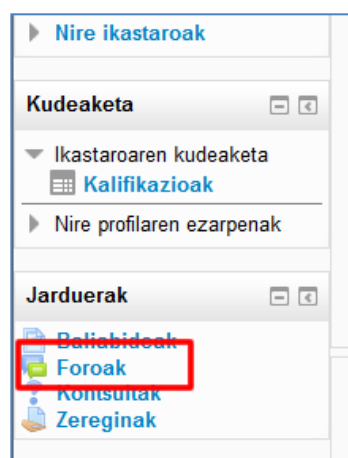 Nire ikastaroak
Kudeaketa
Ikastaroaren kudeaketa
Kalifikazioak
Nire profilaren ezarpenak
Jarduerak
Baliabideak
Foroak
Kontsultak
Zereginak